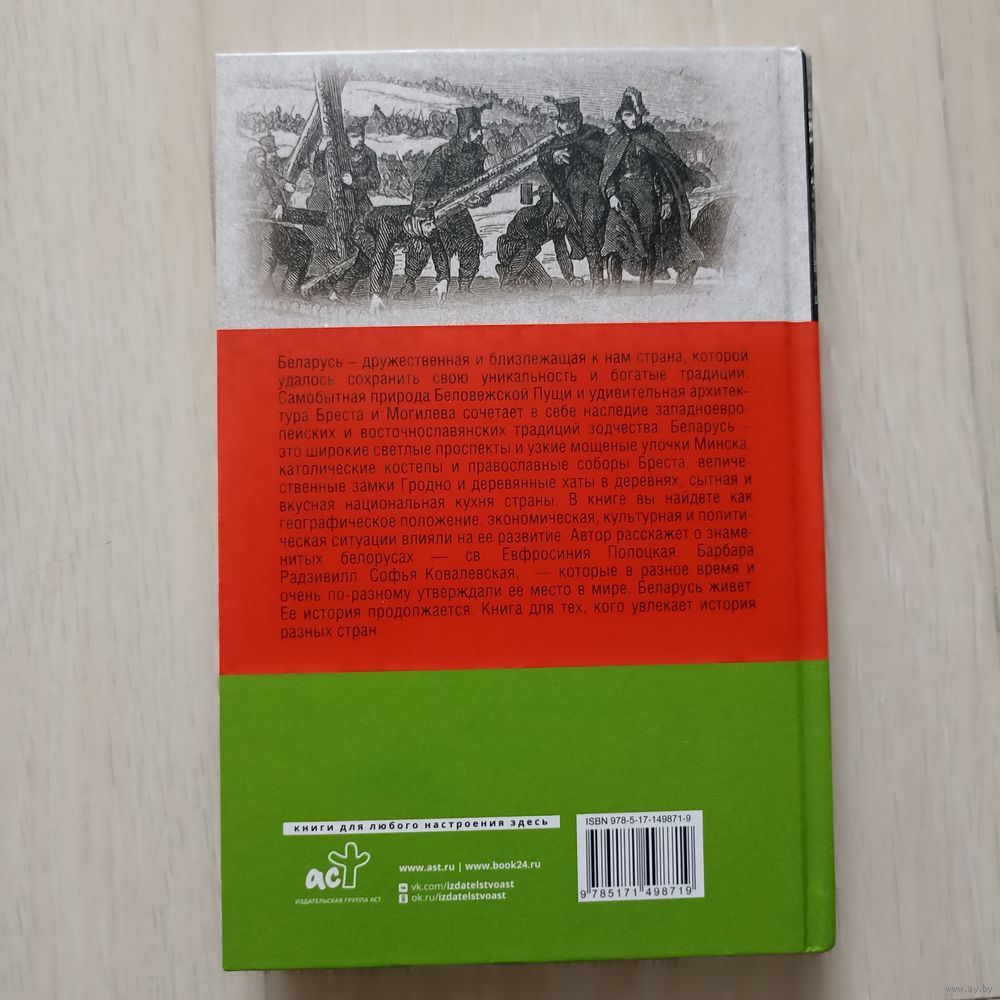 Беларусь – дружественная и близлежащая к нам страна, которой
удалось сохранить свою уникальность и богатые традиции.
Самобытная природа Беловежской Пущи и удивительная архитек-
тура Бреста и Могилева сочетает в себе наследие западноевро-
пейских и восточнославянских традиций зодчества. Беларусь –
это широкие светлые проспекты и узкие мощеные улочки Минска,
католические костелы и православные соборы Бреста, величе-
ственные замки Гродно и деревянные хаты в деревнях, сытная и
вкусная национальная кухня страны. В книге вы найдете как
географическое положение, экономическая, культурная и полити-
ческая ситуации влияли на ее развитие. Автор расскажет о знаме-
нитых белорусах — св. Евфросиния Полоцкая, Барбара
Радзивилл, Софья Ковалевская, — которые в разное время и
очень по-разному утверждали ее место в мире. Беларусь живет.
Ее история продолжается. Книга для тех, кого увлекает история
разных стран.
книги для любого настроения здесь
аст
ИЗДАТЕЛЬСКАЯ ГРУППА АСТ
www.ast.ru | www.book24.ru
vk.com/izdatelstvoast
ok.ru/izdatelstvoast
ISBN 978-5-17-149871-9
9 785171 498719
www.ay.by